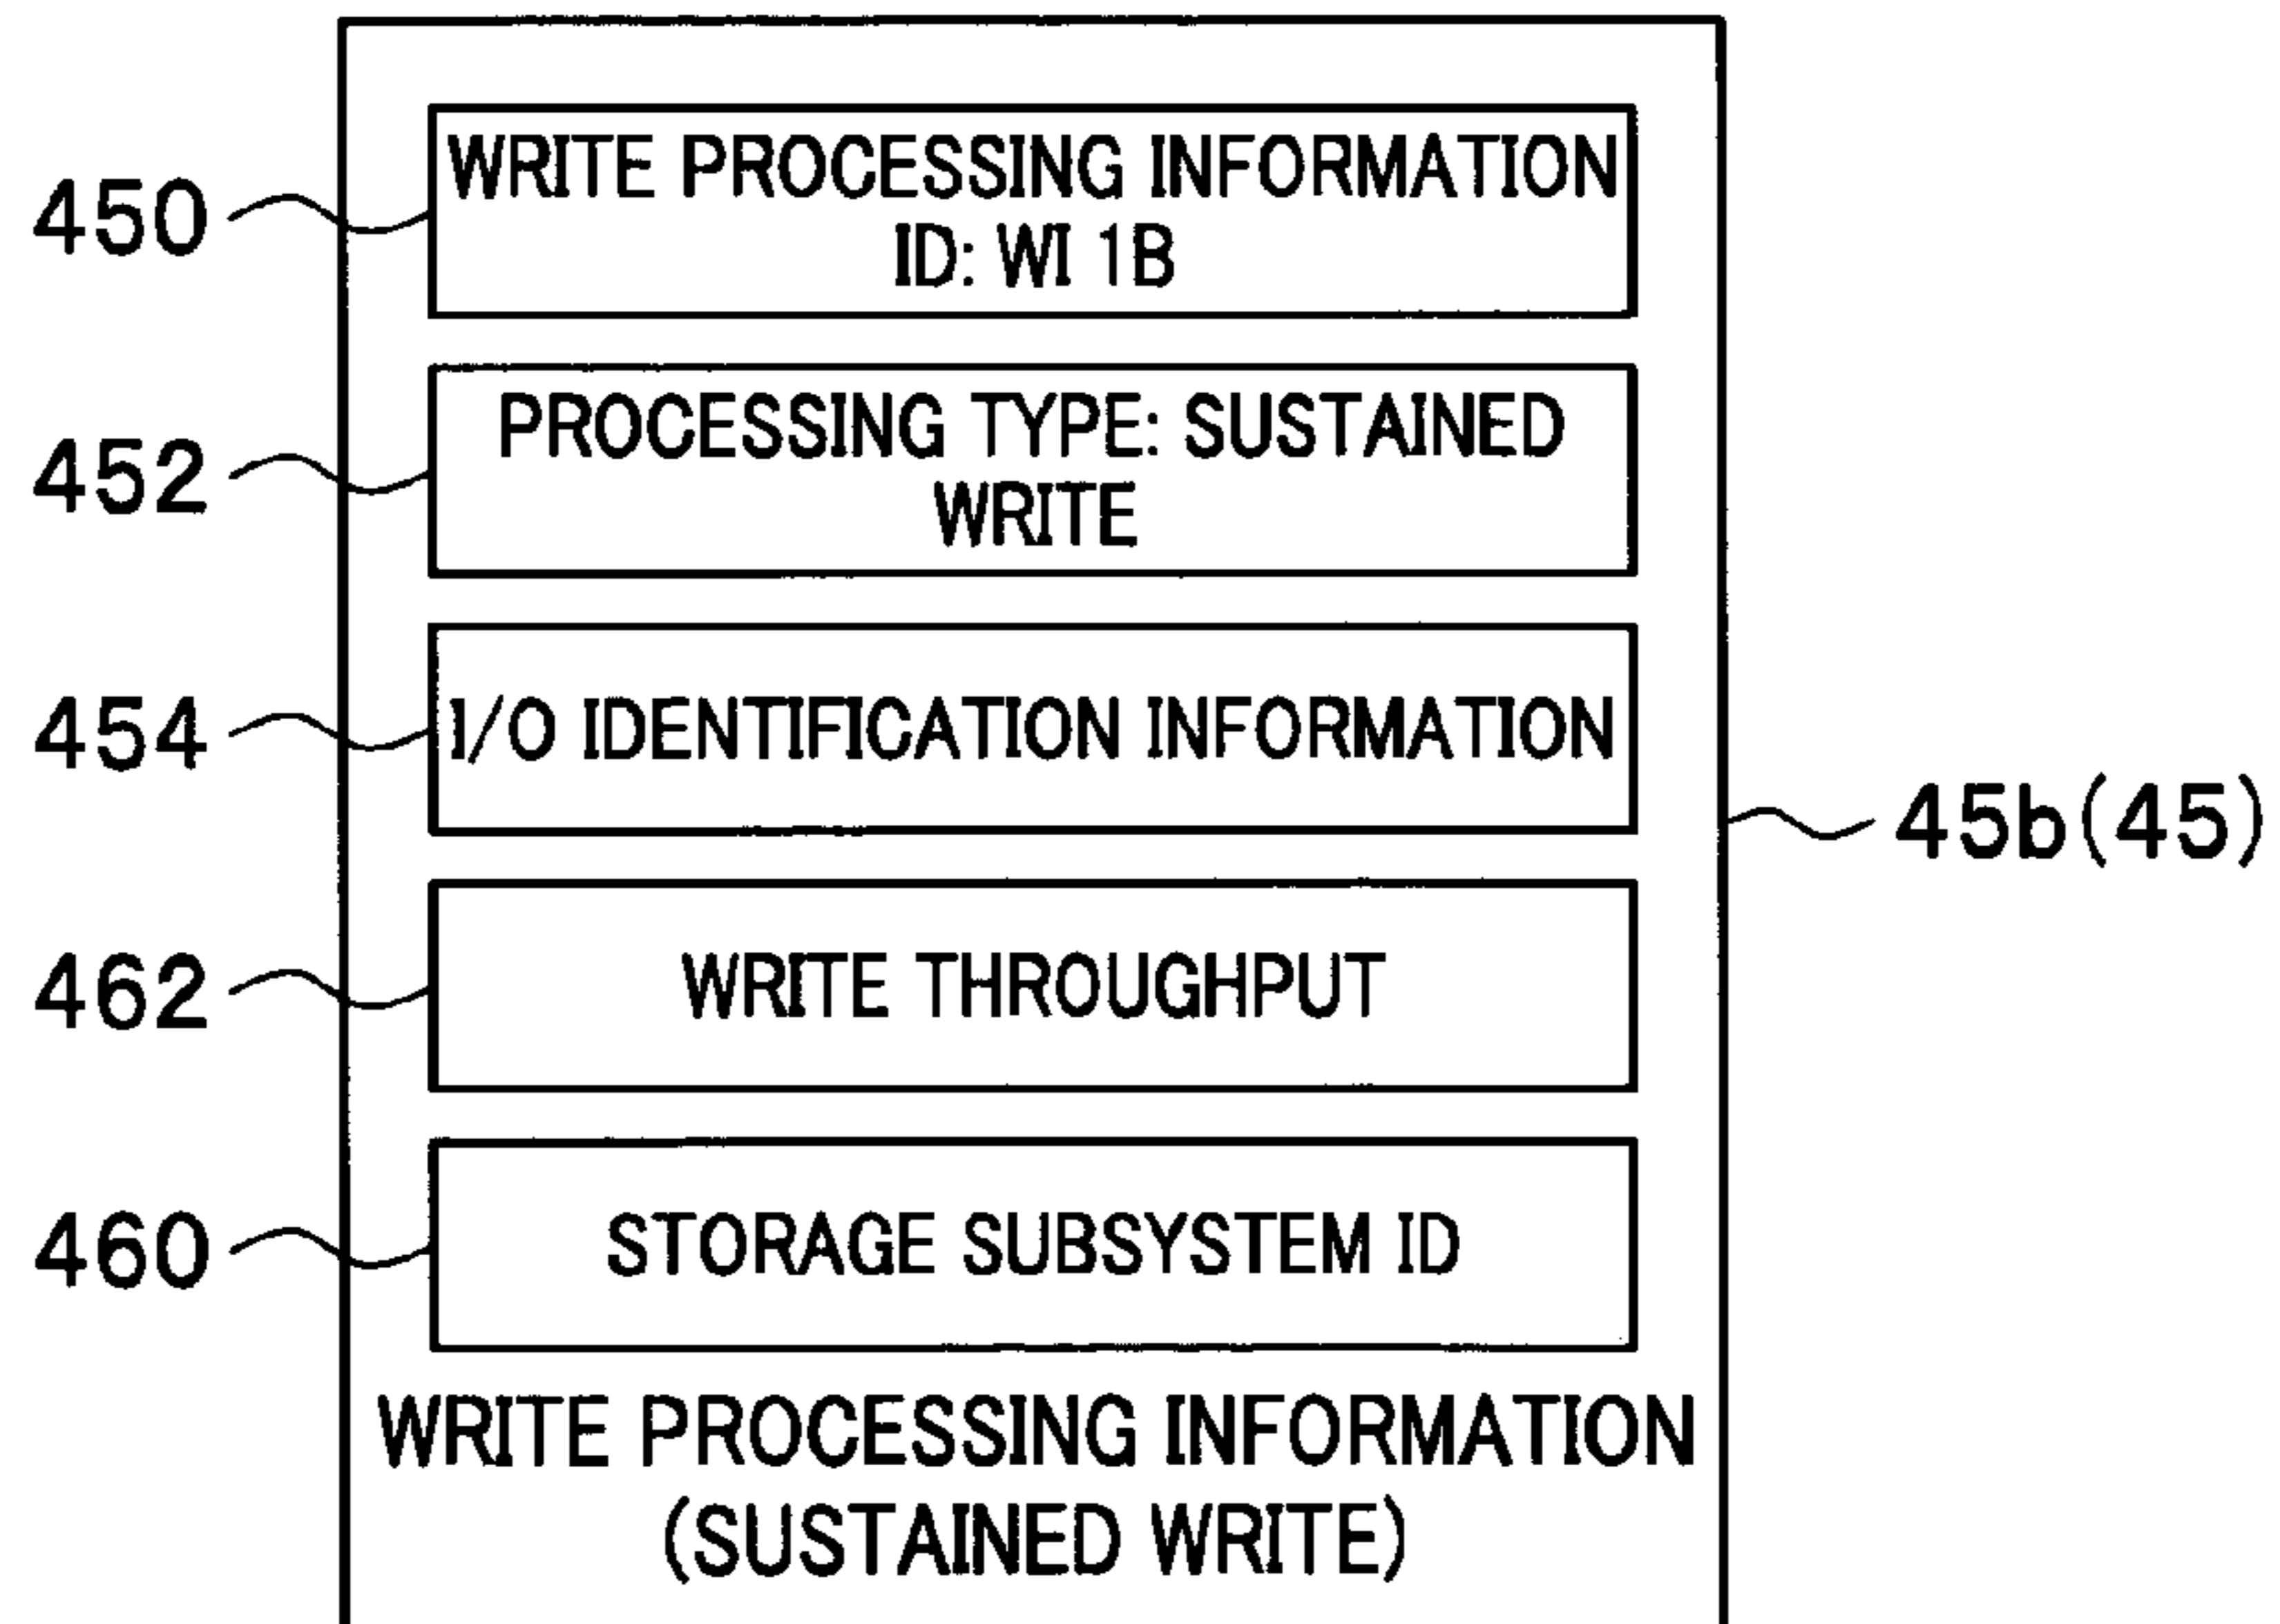 450
WRITE PROCESSING INFORMATION
ID: WI 1B
452
PROCESSING TYPE: SUSTAINED
WRITE
454
I/O IDENTIFICATION INFORMATION
45b(45)
462
WRITE THROUGHPUT
460
STORAGE SUBSYSTEM ID
WRITE PROCESSING INFORMATION
(SUSTAINED WRITE)